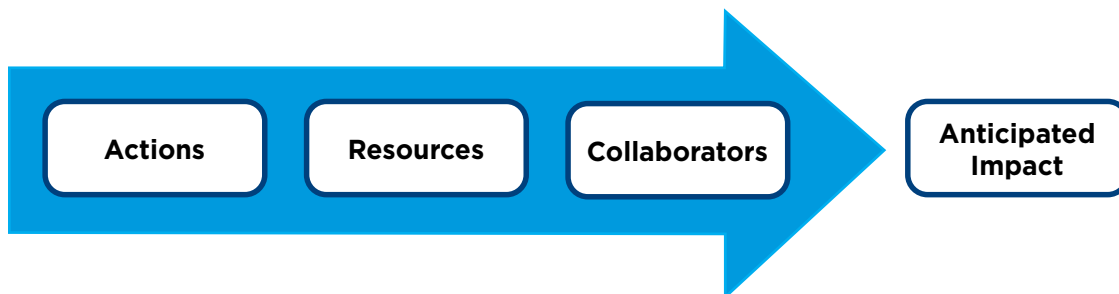 Actions
Resources
Collaborators
Anticipated
Impact